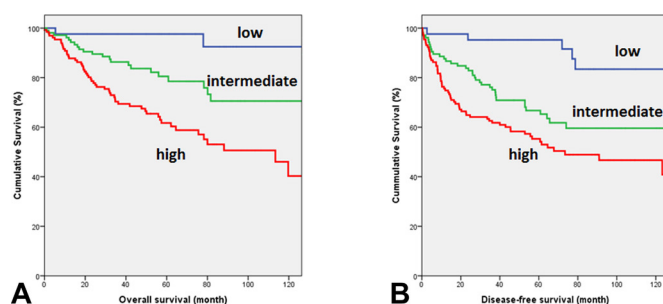 100
80
60
40
20
0
Cumulative Survival (%)
low
intermediate
high
0 20 40 60 80 100 120
Overall survival (month)
A
100
80
60
40
20
0
Cummulative Survival (%)
low
intermediate
high
0 20 40 60 80 100 120
Disease-free survival (month)
B